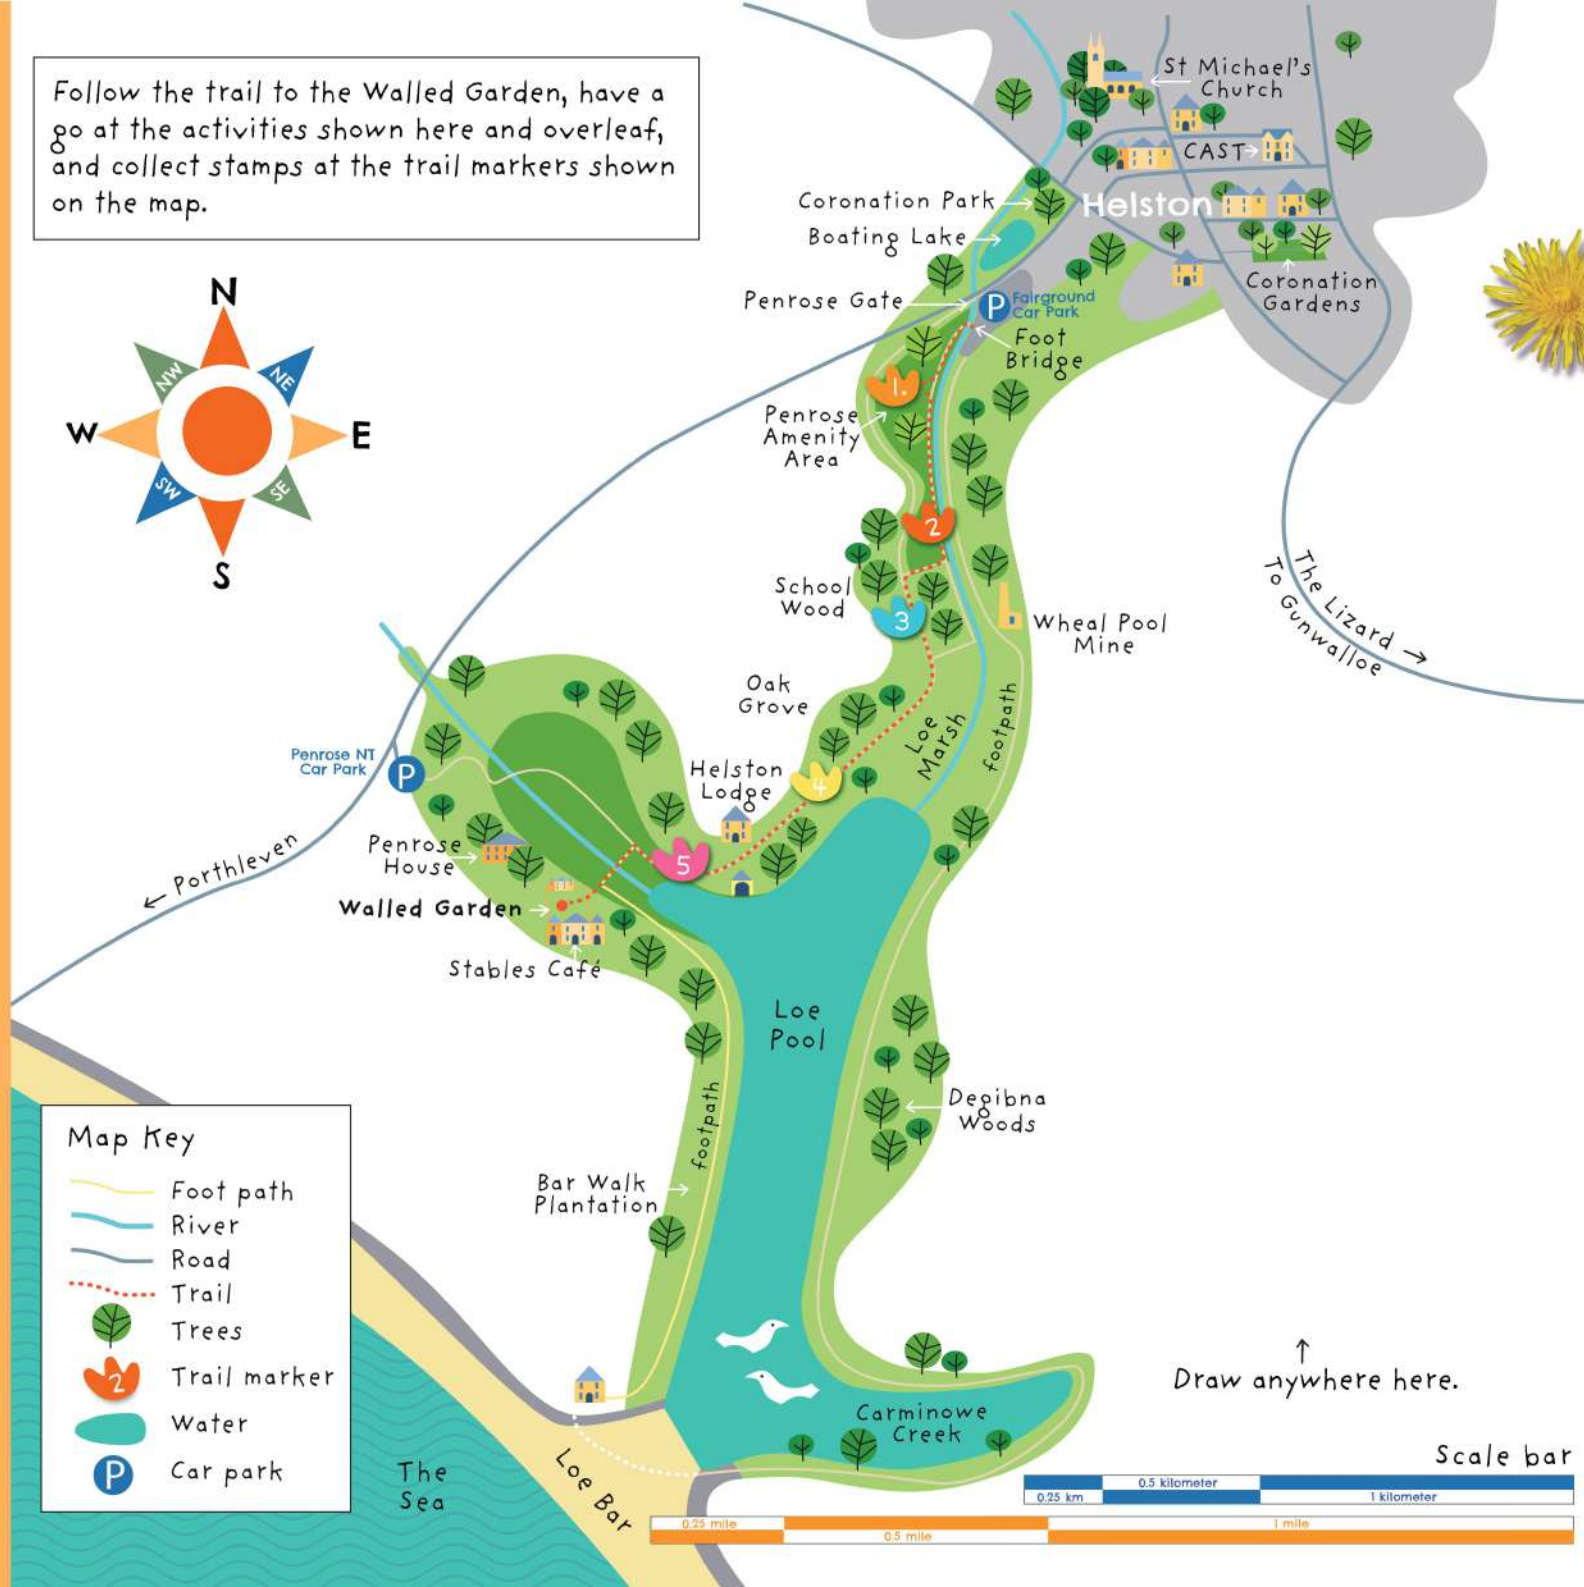 Follow the trail to the Walled Garden, have a
go at the activities shown here and overleaf,
and collect stamps at the trail markers shown
on the map.
N
NW
NE
W
E
SW
SE
S
St Michael's
Church
CAST
Helston
Coronation Park
Boating Lake
Coronation
Gardens
Penrose Gate
P
Fairground
Car Park
Foot
Bridge
1.
Penrose
Amenity
Area
2
School
Wood
3
Wheal Pool
Mine
The Lizard
To Gunwalloe
Oak
Grove
Loe
Marsh
footpath
Penrose NT
Car Park
P
Helston
Lodge
4
5
Penrose
House
Porthleven
Walled Garden
Stables Café
Loe
Pool
Degibna
Woods
footpath
Bar Walk
Plantation
Map Key
Foot path
River
Road
Trail
Trees
2
Trail marker
Water
P
Car park
The
Sea
Loe Bar
Carminowe
Creek
Draw anywhere here.
Scale bar
0.5 kilometer
0.25 km
1 kilometer
0.25 mile
1 mile
0.5 mile